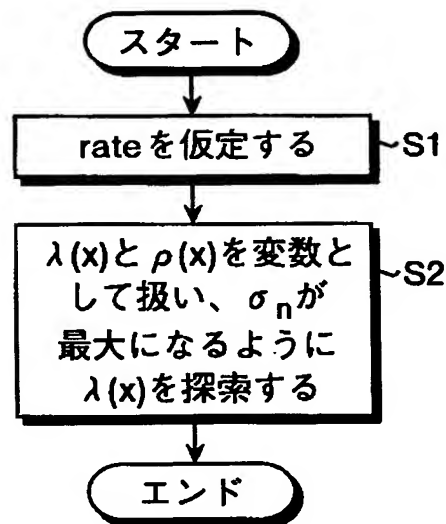 スタート
rateを仮定する
~S1
λ(x)とρ(x)を変数と
して扱い、σnが
最大になるように
λ(x)を探索する
~S2
エンド